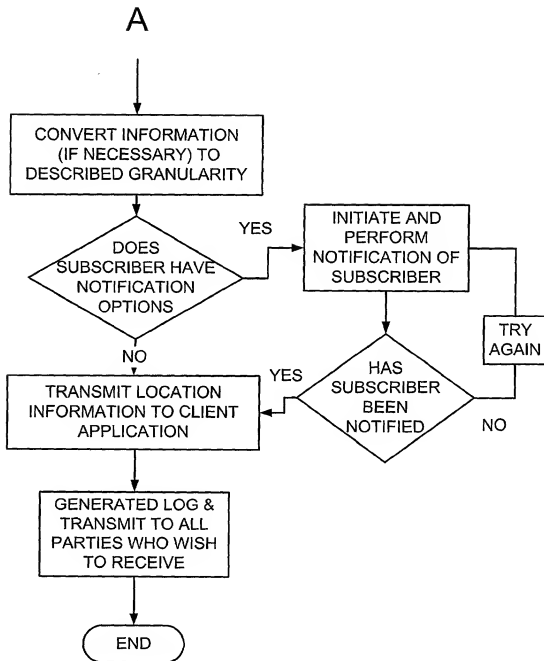 A
CONVERT INFORMATION
(IF NECESSARY) TO
DESCRIBED GRANULARITY
DOES
SUBSCRIBER HAVE
NOTIFICATION
OPTIONS
YES
INITIATE AND
PERFORM
NOTIFICATION OF
SUBSCRIBER
TRY
AGAIN
HAS
SUBSCRIBER
BEEN
NOTIFIED
NO
YES
NO
TRANSMIT LOCATION
INFORMATION TO CLIENT
APPLICATION
GENERATED LOG &
TRANSMIT TO ALL
PARTIES WHO WISH
TO RECEIVE
END